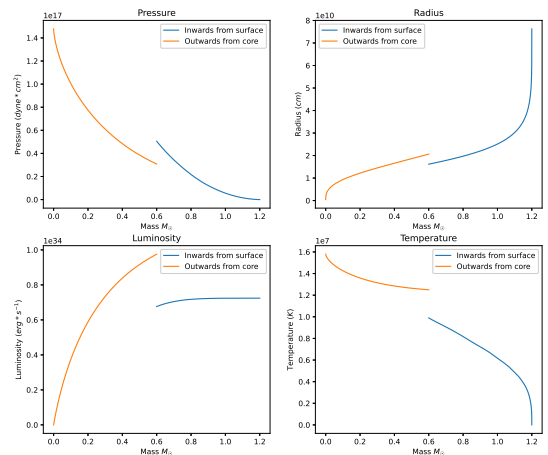 Pressure
1e17
Inwards from surface
Outwards from core
Pressure (dyne * cm²)
1.4
1.2
1.0
0.8
0.6
0.4
0.2
0.0
0.0 0.2 0.4 0.6 0.8 1.0 1.2
Mass M☉
Radius
1e10
Inwards from surface
Outwards from core
Radius (cm)
8
7
6
5
4
3
2
1
0
0.0 0.2 0.4 0.6 0.8 1.0 1.2
Mass M☉
Luminosity
1e34
Inwards from surface
Outwards from core
Luminosity (erg * s⁻¹)
1.0
0.8
0.6
0.4
0.2
0.0
0.0 0.2 0.4 0.6 0.8 1.0 1.2
Mass M☉
Temperature
1e7
Inwards from surface
Outwards from core
Temperature (K)
1.6
1.4
1.2
1.0
0.8
0.6
0.4
0.2
0.0
0.0 0.2 0.4 0.6 0.8 1.0 1.2
Mass M☉